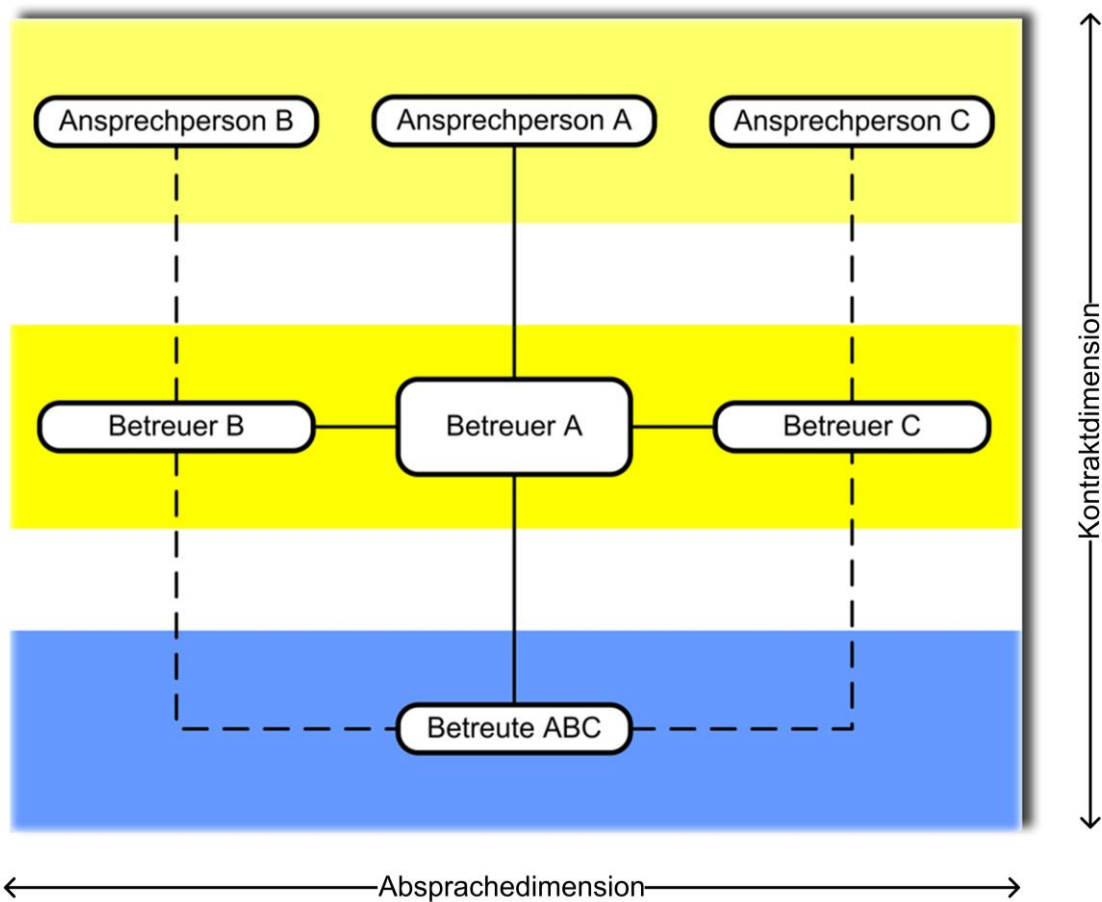 Ansprechperson B
Ansprechperson A
Ansprechperson C
Betreuer B
Betreuer A
Betreuer C
Betreute ABC
Kontraktdimension
Absprachedimension